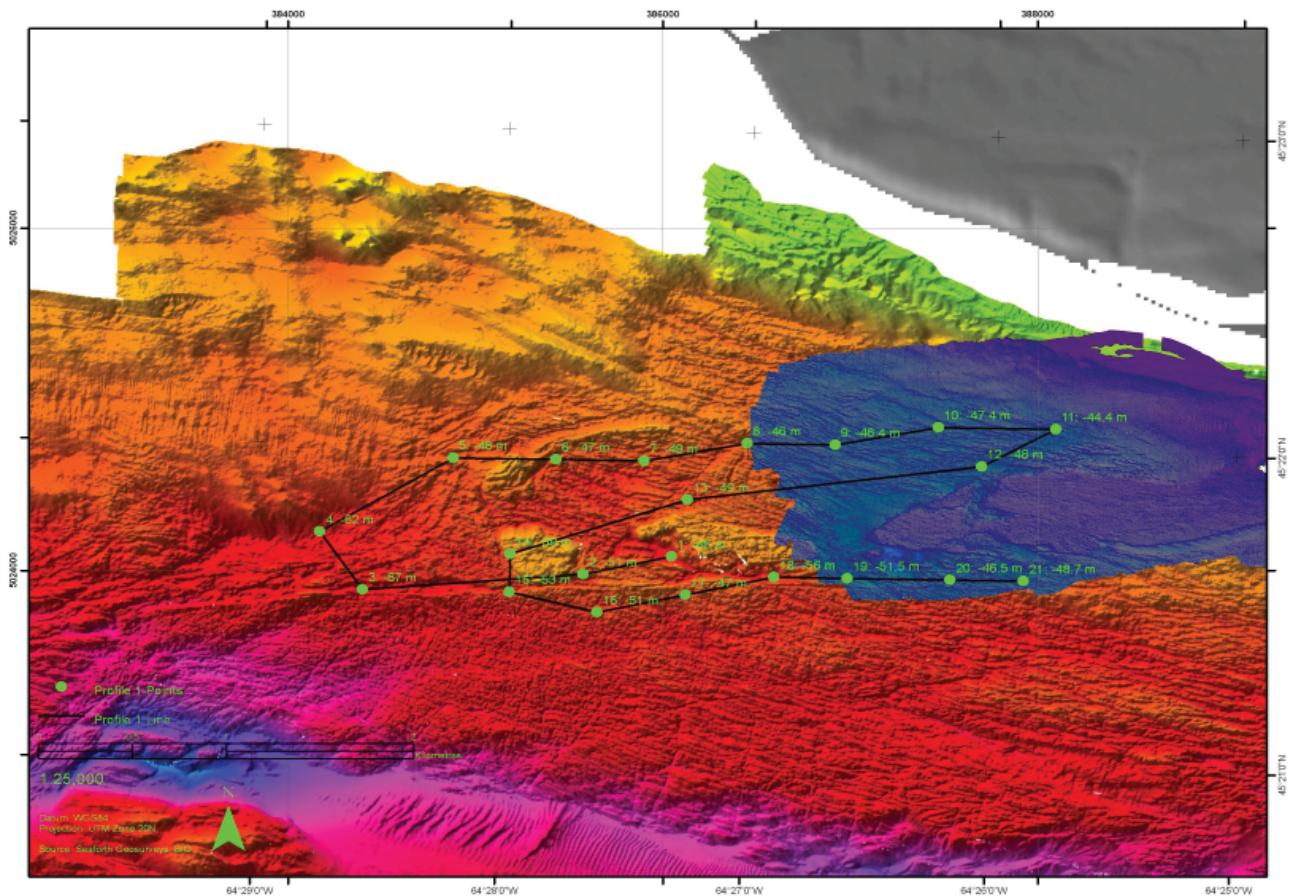 384000 386000 388000
45°23'0"N
5026000
10: -47.4 m
11: -44.4 m
8: -46 m
9: -46.4 m
5: -48 m
6: -47 m
7: -49 m
45°22'0"N
12: -48 m
13: -49 m
4: -62 m
5024000
2: -51 m
18: -56 m
19: -51.5 m
20: -46.5 m
21: -48.7 m
3: -57 m
15: -53 m
17: -47 m
16: -51 m
Profile 1 Points
Profile 1 Line
Kilometres
1:25,000
45°21'0"N
Datum: WGS84
Projection: UTM Zone 20N
Source: Seaforth Geosurveys, BIO
64°29'0"W 64°28'0"W 64°27'0"W 64°26'0"W 64°25'0"W